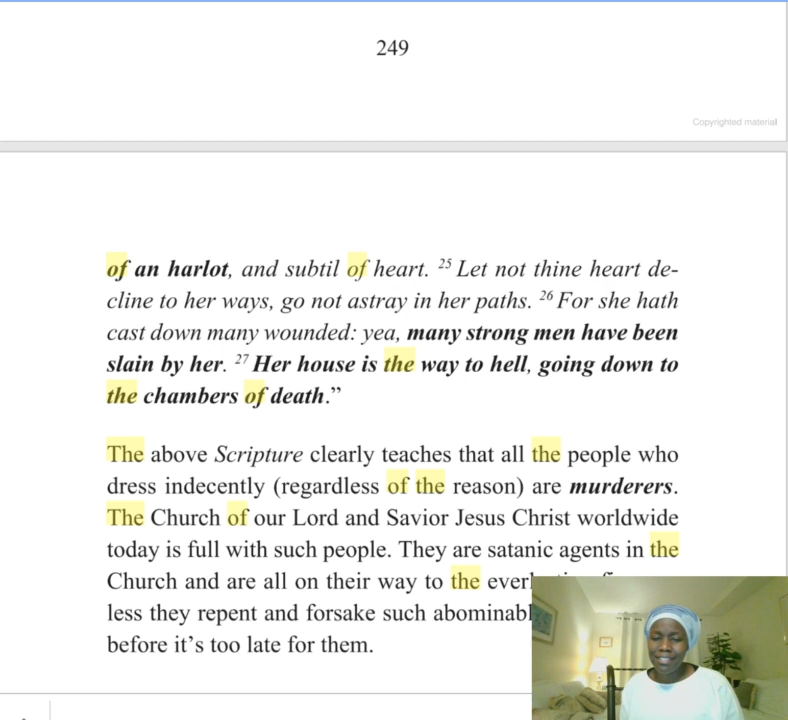 249
Copyrighted material
of an harlot, and subtil of heart. 25 Let not thine heart de-
cline to her ways, go not astray in her paths. 26 For she hath
cast down many wounded: yea, many strong men have been
slain by her. 27 Her house is the way to hell, going down to
the chambers of death.”
The above Scripture clearly teaches that all the people who
dress indecently (regardless of the reason) are murderers.
The Church of our Lord and Savior Jesus Christ worldwide
today is full with such people. They are satanic agents in the
Church and are all on their way to the
less they repent and forsake such
before it’s too late for them.